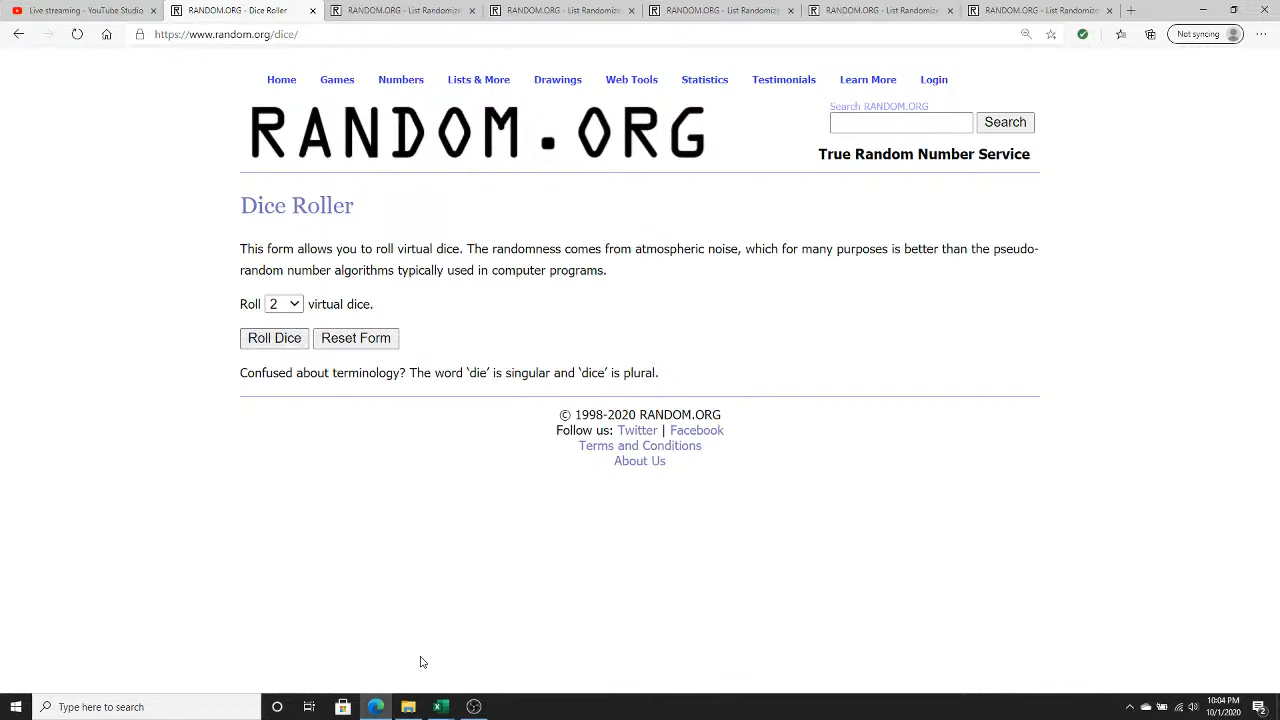 Live streaming - YouTube Studio
RANDOM.ORG - Dice Roller
RANDOM.ORG - List Randomize
RANDOM.ORG - List Randomize
RANDOM.ORG - List Randomize
RANDOM.ORG - List Randomize
RANDOM.ORG - List Randomize
https://www.random.org/dice/
Not syncing
Home Games Numbers Lists & More Drawings Web Tools Statistics Testimonials Learn More Login
RANDOM.ORG
Search RANDOM.ORG
Search
True Random Number Service
Dice Roller
This form allows you to roll virtual dice. The randomness comes from atmospheric noise, which for many purposes is better than the pseudo-
random number algorithms typically used in computer programs.
Roll 2 virtual dice.
Roll Dice Reset Form
Confused about terminology? The word ‘die’ is singular and ‘dice’ is plural.
© 1998-2020 RANDOM.ORG
Follow us: Twitter | Facebook
Terms and Conditions
About Us
Type here to search
10:04 PM
10/1/2020
2